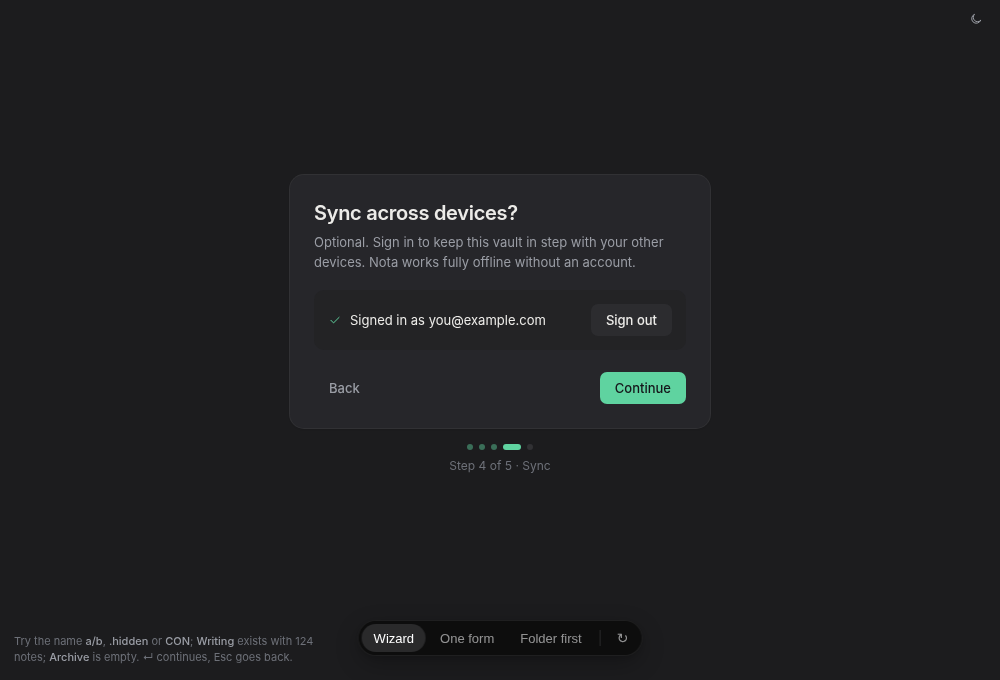 Sync across devices?
Optional. Sign in to keep this vault in step with your other
devices. Nota works fully offline without an account.
✓ Signed in as you@example.com
Sign out
Back
Continue
Step 4 of 5 · Sync
Try the name a/b, .hidden or CON; Writing exists with 124
notes; Archive is empty. ↵ continues, Esc goes back.
Wizard
One form
Folder first
↻